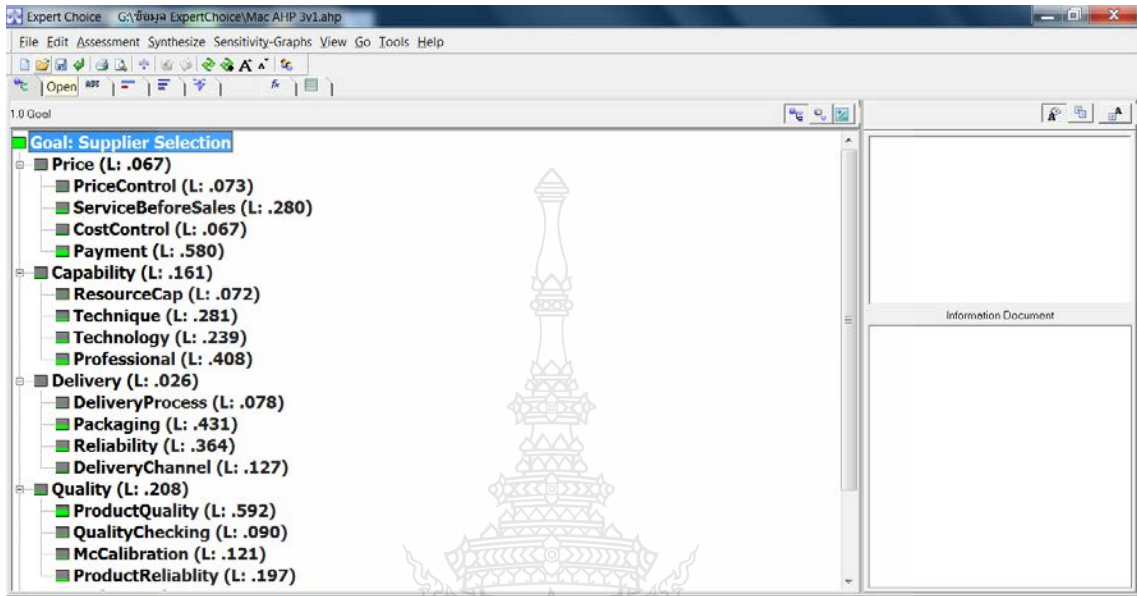 Expert Choice G:\ข้อมูล ExpertChoice\Mac AHP 3v1.ahp
File Edit Assessment Synthesize Sensitivity-Graphs View Go Tools Help
Open ABC
1.0 Goal
Goal: Supplier Selection
Price (L: .067)
PriceControl (L: .073)
ServiceBeforeSales (L: .280)
CostControl (L: .067)
Payment (L: .580)
Capability (L: .161)
ResourceCap (L: .072)
Technique (L: .281)
Technology (L: .239)
Professional (L: .408)
Delivery (L: .026)
DeliveryProcess (L: .078)
Packaging (L: .431)
Reliability (L: .364)
DeliveryChannel (L: .127)
Quality (L: .208)
ProductQuality (L: .592)
QualityChecking (L: .090)
McCalibration (L: .121)
ProductReliablity (L: .197)
Information Document